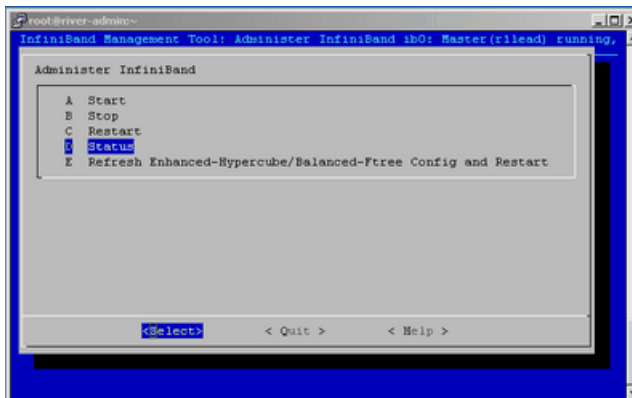 root@river-admin:~
InfiniBand Management Tool: Administer InfiniBand ib0: Master(r1lead) running,
Administer InfiniBand
A Start
B Stop
C Restart
D Status
E Refresh Enhanced-Hypercube/Balanced-Ftree Config and Restart
<Select> < Quit > < Help >